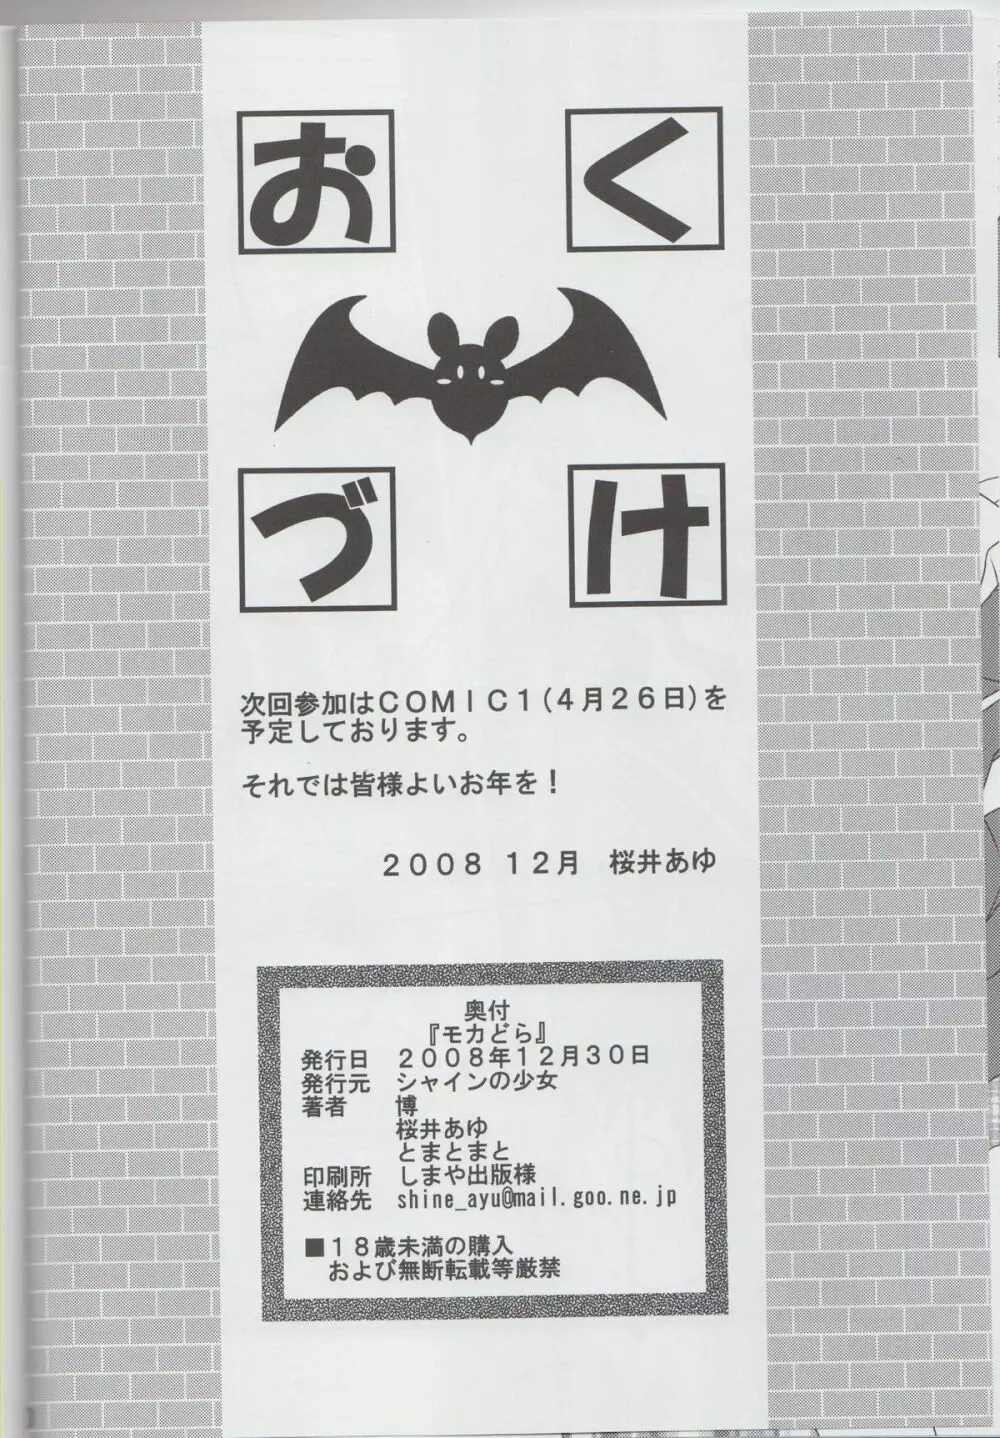 おく
づけ
次回参加はＣＯＭＩＣ１（４月２６日）を
予定しております。
それでは皆様よいお年を！
２００８ １２月　桜井あゆ
奥付
『モカどら』
発行日　２００８年１２月３０日
発行元　シャインの少女
著者　　博
桜井あゆ
とまとまと
印刷所　しまや出版様
連絡先　shine_ayu@mail.goo.ne.jp
■１８歳未満の購入
および無断転載等厳禁